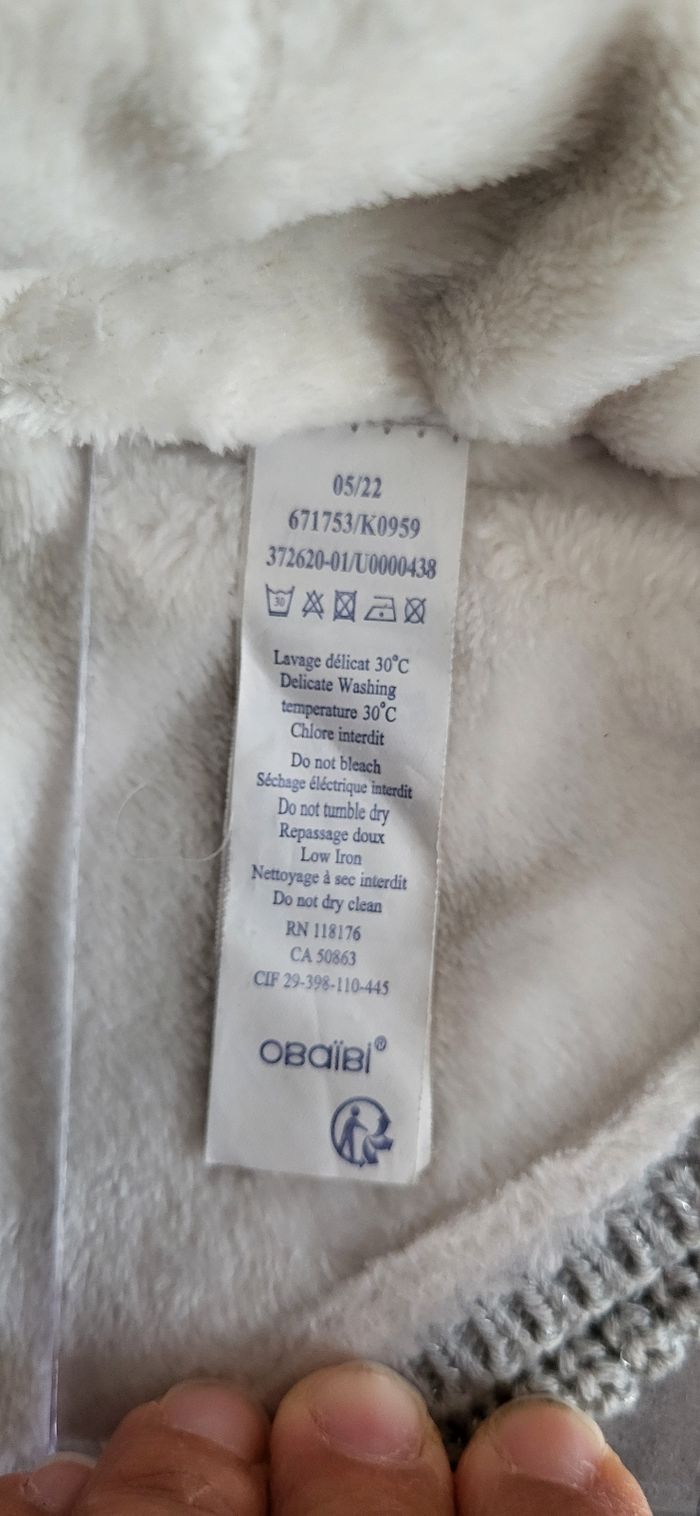 05/22
671753/K0959
372620-01/U0000438
30
Lavage délicat 30°C
Delicate Washing
temperature 30°C
Chlore interdit
Do not bleach
Séchage éléctrique interdit
Do not tumble dry
Repassage doux
Low Iron
Nettoyage à sec interdit
Do not dry clean
RN 118176
CA 50863
CIF 29-398-110-445
OBaïBi®